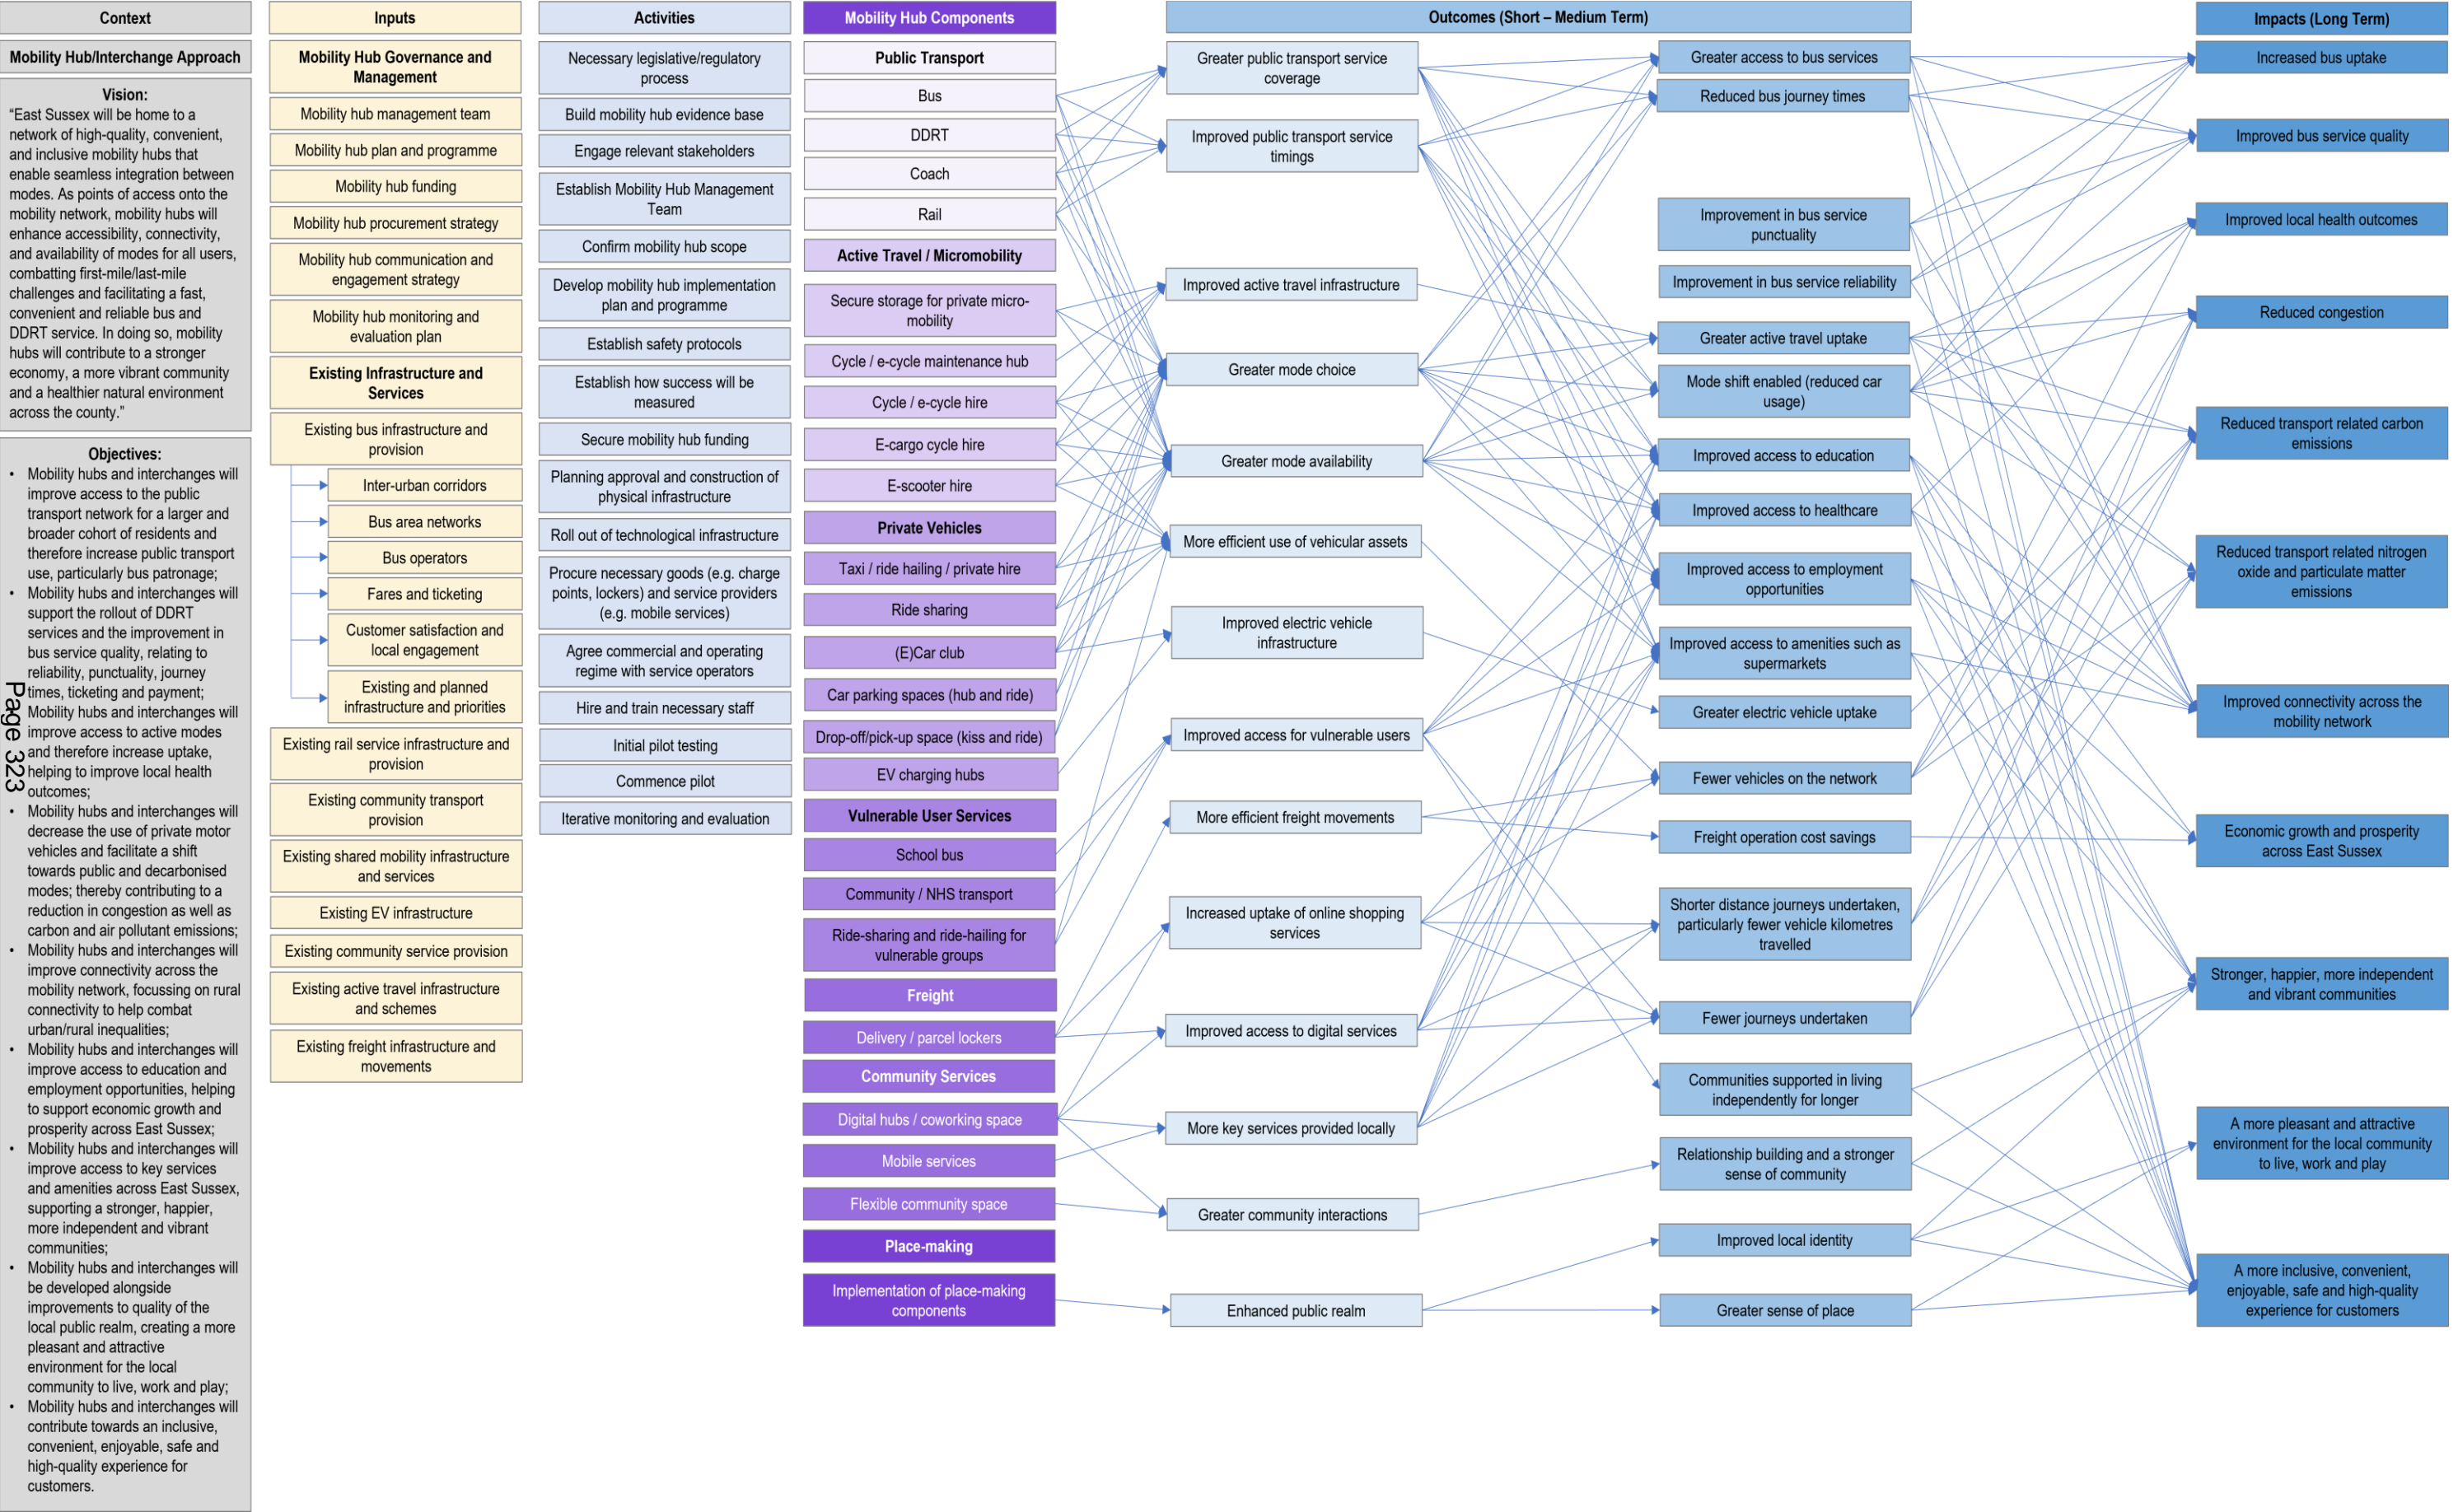 Context
Mobility Hub/Interchange Approach
Vision:
“East Sussex will be home to a
network of high-quality, convenient,
and inclusive mobility hubs that
enable seamless integration between
modes. As points of access onto the
mobility network, mobility hubs will
enhance accessibility, connectivity,
and availability of modes for all users,
combatting first-mile/last-mile
challenges and facilitating a fast,
convenient and reliable bus and
DDRT service. In doing so, mobility
hubs will contribute to a stronger
economy, a more vibrant community
and a healthier natural environment
across the county.”
Objectives:
• Mobility hubs and interchanges will
improve access to the public
transport network for a larger and
broader cohort of residents and
therefore increase public transport
use, particularly bus patronage;
• Mobility hubs and interchanges will
support the rollout of DDRT
services and the improvement in
bus service quality, relating to
reliability, punctuality, journey
times, ticketing and payment;
Mobility hubs and interchanges will
improve access to active modes
and therefore increase uptake,
helping to improve local health
outcomes;
• Mobility hubs and interchanges will
decrease the use of private motor
vehicles and facilitate a shift
towards public and decarbonised
modes; thereby contributing to a
reduction in congestion as well as
carbon and air pollutant emissions;
• Mobility hubs and interchanges will
improve connectivity across the
mobility network, focussing on rural
connectivity to help combat
urban/rural inequalities;
• Mobility hubs and interchanges will
improve access to education and
employment opportunities, helping
to support economic growth and
prosperity across East Sussex;
• Mobility hubs and interchanges will
improve access to key services
and amenities across East Sussex,
supporting a stronger, happier,
more independent and vibrant
communities;
• Mobility hubs and interchanges will
be developed alongside
improvements to quality of the
local public realm, creating a more
pleasant and attractive
environment for the local
community to live, work and play;
• Mobility hubs and interchanges will
contribute towards an inclusive,
convenient, enjoyable, safe and
high-quality experience for
customers.
Page 323
Inputs
Mobility Hub Governance and
Management
Mobility hub management team
Mobility hub plan and programme
Mobility hub funding
Mobility hub procurement strategy
Mobility hub communication and
engagement strategy
Mobility hub monitoring and
evaluation plan
Existing Infrastructure and
Services
Existing bus infrastructure and
provision
Inter-urban corridors
Bus area networks
Bus operators
Fares and ticketing
Customer satisfaction and
local engagement
Existing and planned
infrastructure and priorities
Existing rail service infrastructure and
provision
Existing community transport
provision
Existing shared mobility infrastructure
and services
Existing EV infrastructure
Existing community service provision
Existing active travel infrastructure
and schemes
Existing freight infrastructure and
movements
Activities
Necessary legislative/regulatory
process
Build mobility hub evidence base
Engage relevant stakeholders
Establish Mobility Hub Management
Team
Confirm mobility hub scope
Develop mobility hub implementation
plan and programme
Establish safety protocols
Establish how success will be
measured
Secure mobility hub funding
Planning approval and construction of
physical infrastructure
Roll out of technological infrastructure
Procure necessary goods (e.g. charge
points, lockers) and service providers
(e.g. mobile services)
Agree commercial and operating
regime with service operators
Hire and train necessary staff
Initial pilot testing
Commence pilot
Iterative monitoring and evaluation
Mobility Hub Components
Public Transport
Bus
DDRT
Coach
Rail
Active Travel / Micromobility
Secure storage for private micro-
mobility
Cycle / e-cycle maintenance hub
Cycle / e-cycle hire
E-cargo cycle hire
E-scooter hire
Private Vehicles
Taxi / ride hailing / private hire
Ride sharing
(E)Car club
Car parking spaces (hub and ride)
Drop-off/pick-up space (kiss and ride)
EV charging hubs
Vulnerable User Services
School bus
Community / NHS transport
Ride-sharing and ride-hailing for
vulnerable groups
Freight
Delivery / parcel lockers
Community Services
Digital hubs / coworking space
Mobile services
Flexible community space
Place-making
Implementation of place-making
components
Outcomes (Short – Medium Term)
Greater public transport service
coverage
Improved public transport service
timings
Improved active travel infrastructure
Greater mode choice
Greater mode availability
More efficient use of vehicular assets
Improved electric vehicle
infrastructure
Improved access for vulnerable users
More efficient freight movements
Increased uptake of online shopping
services
Improved access to digital services
More key services provided locally
Greater community interactions
Enhanced public realm
Greater access to bus services
Reduced bus journey times
Improvement in bus service
punctuality
Improvement in bus service reliability
Greater active travel uptake
Mode shift enabled (reduced car
usage)
Improved access to education
Improved access to healthcare
Improved access to employment
opportunities
Improved access to amenities such as
supermarkets
Greater electric vehicle uptake
Fewer vehicles on the network
Freight operation cost savings
Shorter distance journeys undertaken,
particularly fewer vehicle kilometres
travelled
Fewer journeys undertaken
Communities supported in living
independently for longer
Relationship building and a stronger
sense of community
Improved local identity
Greater sense of place
Impacts (Long Term)
Increased bus uptake
Improved bus service quality
Improved local health outcomes
Reduced congestion
Reduced transport related carbon
emissions
Reduced transport related nitrogen
oxide and particulate matter
emissions
Improved connectivity across the
mobility network
Economic growth and prosperity
across East Sussex
Stronger, happier, more independent
and vibrant communities
A more pleasant and attractive
environment for the local community
to live, work and play
A more inclusive, convenient,
enjoyable, safe and high-quality
experience for customers